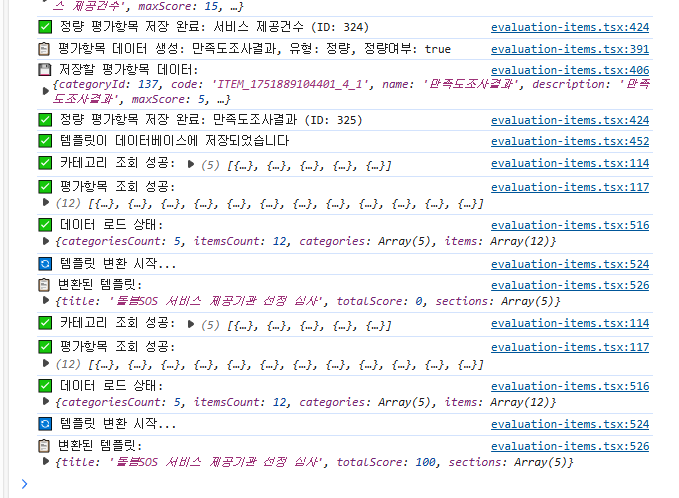 스 제공건수', maxScore: 15, …}
정량 평가항목 저장 완료: 서비스 제공건수 (ID: 324) evaluation-items.tsx:424
평가항목 데이터 생성: 만족도조사결과, 유형: 정량, 정량여부: true evaluation-items.tsx:391
저장할 평가항목 데이터: evaluation-items.tsx:406
{categoryId: 137, code: 'ITEM_1751889104401_4_1', name: '만족도조사결과', description: '만족
도조사결과', maxScore: 5, …}
정량 평가항목 저장 완료: 만족도조사결과 (ID: 325) evaluation-items.tsx:424
템플릿이 데이터베이스에 저장되었습니다 evaluation-items.tsx:452
카테고리 조회 성공: (5) [{…}, {…}, {…}, {…}, {…}] evaluation-items.tsx:114
평가항목 조회 성공: evaluation-items.tsx:117
(12) [{…}, {…}, {…}, {…}, {…}, {…}, {…}, {…}, {…}, {…}, {…}, {…}]
데이터 로드 상태: evaluation-items.tsx:516
{categoriesCount: 5, itemsCount: 12, categories: Array(5), items: Array(12)}
템플릿 변환 시작... evaluation-items.tsx:524
변환된 템플릿: evaluation-items.tsx:526
{title: '돌봄SOS 서비스 제공기관 선정 심사', totalScore: 0, sections: Array(5)}
카테고리 조회 성공: (5) [{…}, {…}, {…}, {…}, {…}] evaluation-items.tsx:114
평가항목 조회 성공: evaluation-items.tsx:117
(12) [{…}, {…}, {…}, {…}, {…}, {…}, {…}, {…}, {…}, {…}, {…}, {…}]
데이터 로드 상태: evaluation-items.tsx:516
{categoriesCount: 5, itemsCount: 12, categories: Array(5), items: Array(12)}
템플릿 변환 시작... evaluation-items.tsx:524
변환된 템플릿: evaluation-items.tsx:526
{title: '돌봄SOS 서비스 제공기관 선정 심사', totalScore: 100, sections: Array(5)}